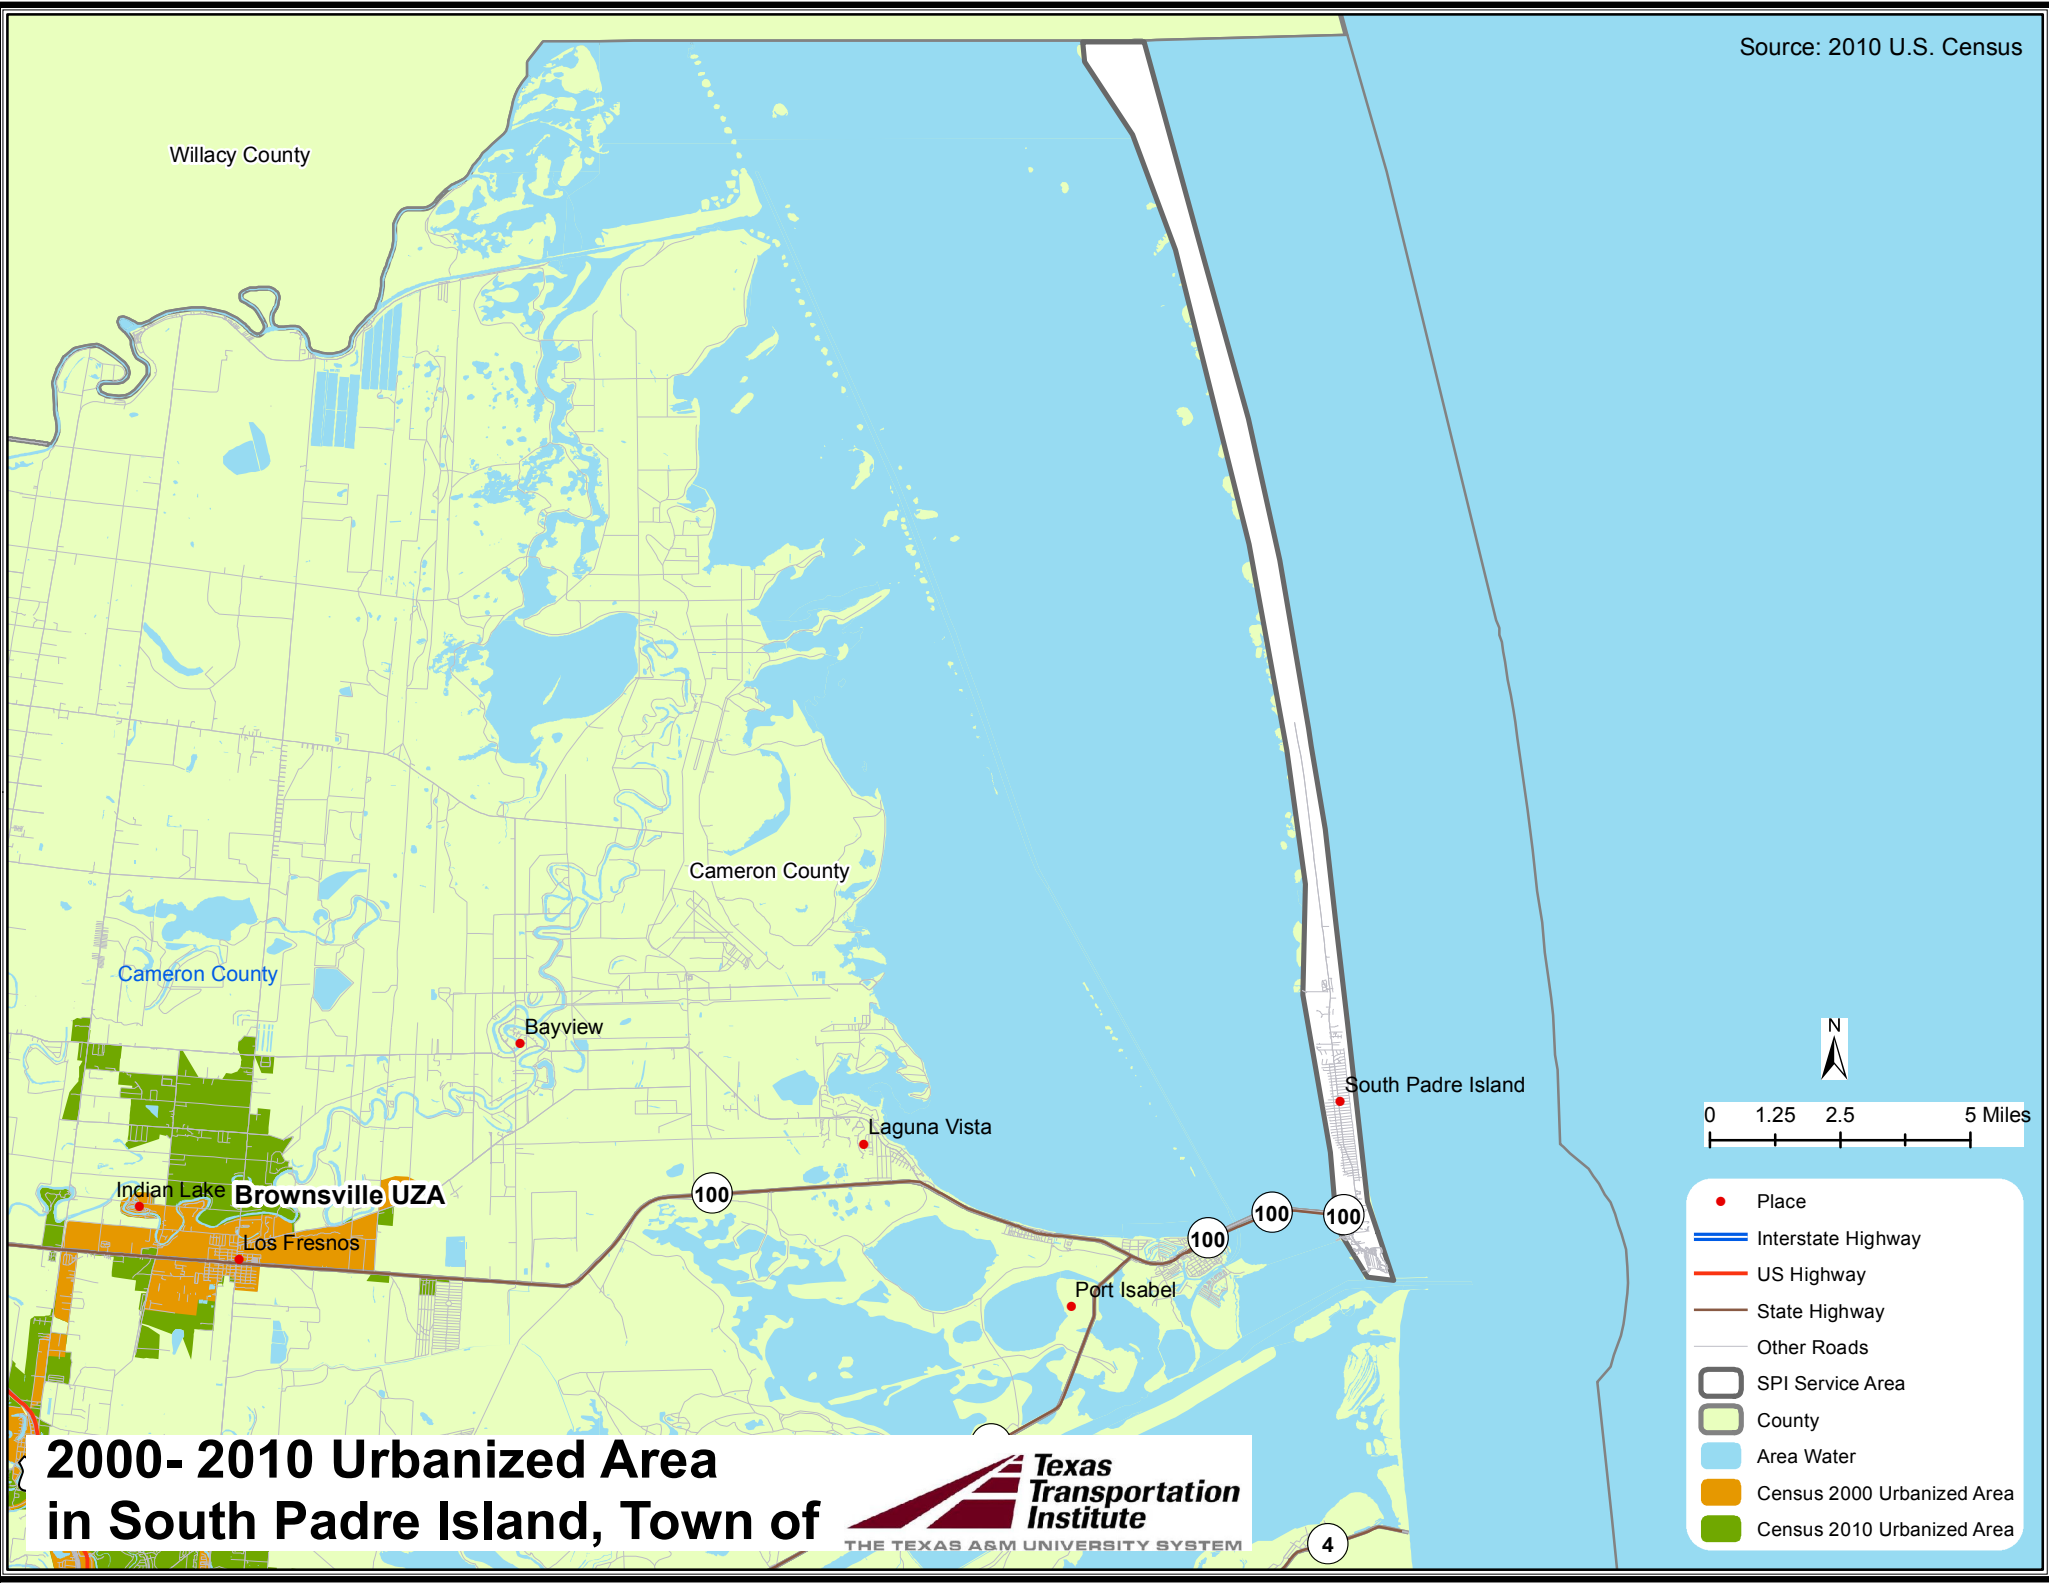 Source: 2010 U.S. Census
Willacy County
Cameron County
Cameron County
Bayview
South Padre Island
Laguna Vista
Indian Lake
Brownsville UZA
Los Fresnos
Port Isabel
100
100
100
100
4
N
0 1.25 2.5 5 Miles
Place
Interstate Highway
US Highway
State Highway
Other Roads
SPI Service Area
County
Area Water
Census 2000 Urbanized Area
Census 2010 Urbanized Area
2000- 2010 Urbanized Area
in South Padre Island, Town of
Texas
Transportation
Institute
THE TEXAS A&M UNIVERSITY SYSTEM